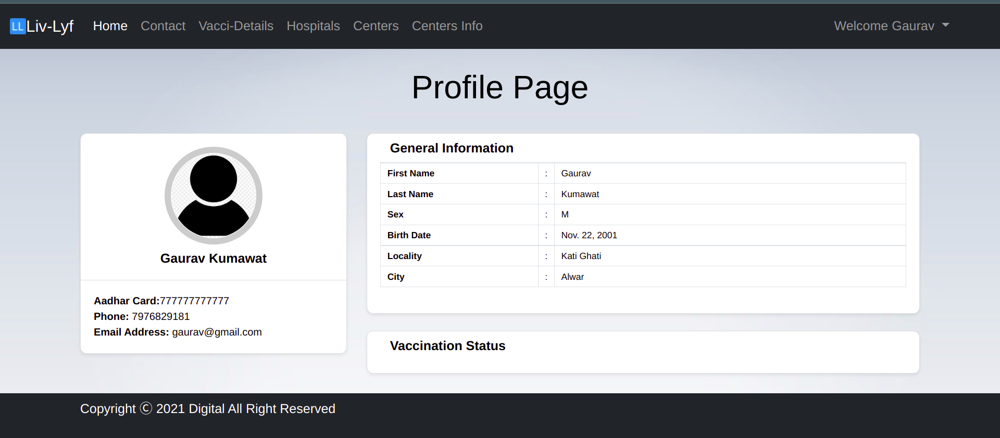 LL Liv-Lyf Home Contact Vacci-Details Hospitals Centers Centers Info Welcome Gaurav
Profile Page
Gaurav Kumawat
Aadhar Card:777777777777
Phone: 7976829181
Email Address: gaurav@gmail.com
General Information
First Name : Gaurav
Last Name : Kumawat
Sex : M
Birth Date : Nov. 22, 2001
Locality : Kati Ghati
City : Alwar
Vaccination Status
Copyright Ⓒ 2021 Digital All Right Reserved